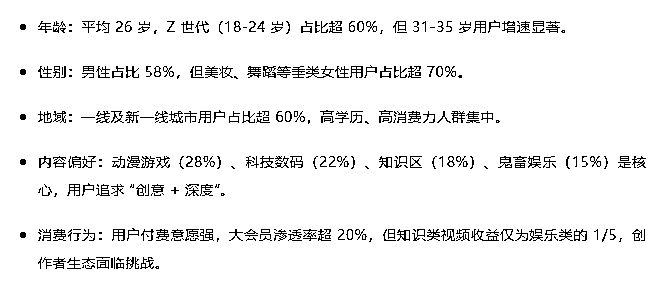 • 年龄：平均 26 岁，Z 世代（18-24 岁）占比超 60%，但 31-35 岁用户增速显著。
• 性别：男性占比 58%，但美妆、舞蹈等垂类女性用户占比超 70%。
• 地域：一线及新一线城市用户占比超 60%，高学历、高消费力人群集中。
• 内容偏好：动漫游戏（28%）、科技数码（22%）、知识区（18%）、鬼畜娱乐（15%）是核
心，用户追求 “创意 + 深度”。
• 消费行为：用户付费意愿强，大会员渗透率超 20%，但知识类视频收益仅为娱乐类的 1/5，创
作者生态面临挑战。